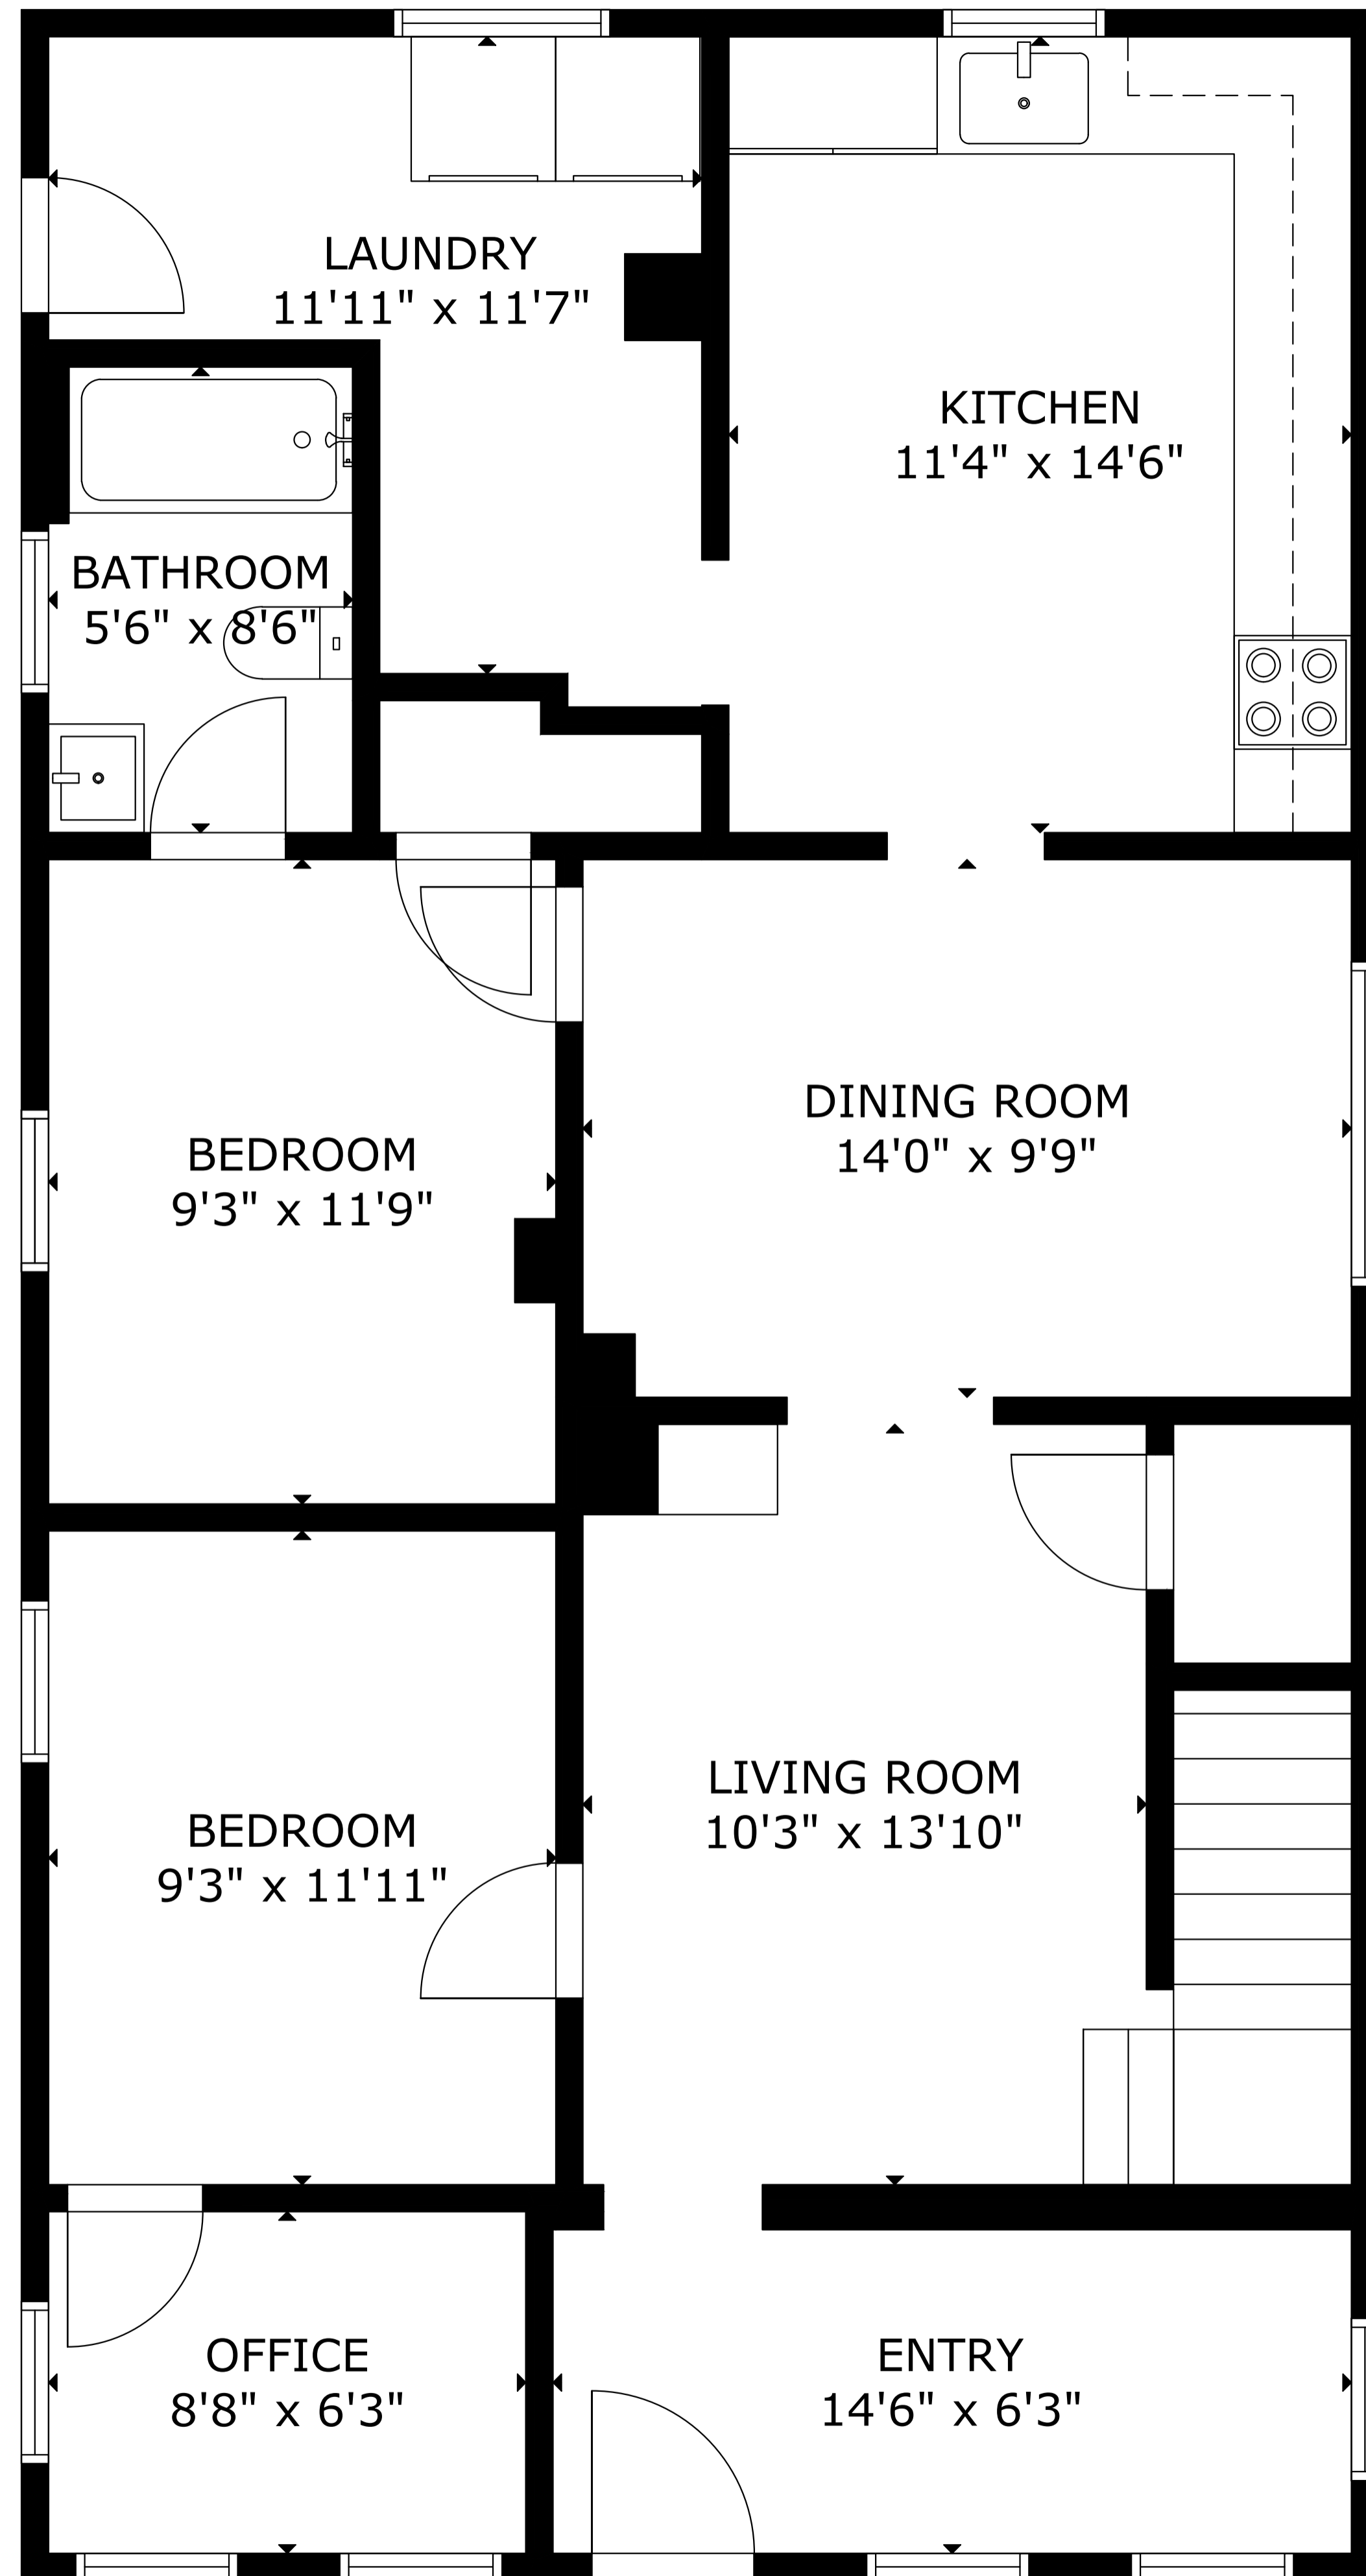 LAUNDRY
11'11" x 11'7"
KITCHEN
11'4" x 14'6"
BATHROOM
5'6" x 8'6"
DINING ROOM
14'0" x 9'9"
BEDROOM
9'3" x 11'9"
LIVING ROOM
10'3" x 13'10"
BEDROOM
9'3" x 11'11"
OFFICE
8'8" x 6'3"
ENTRY
14'6" x 6'3"